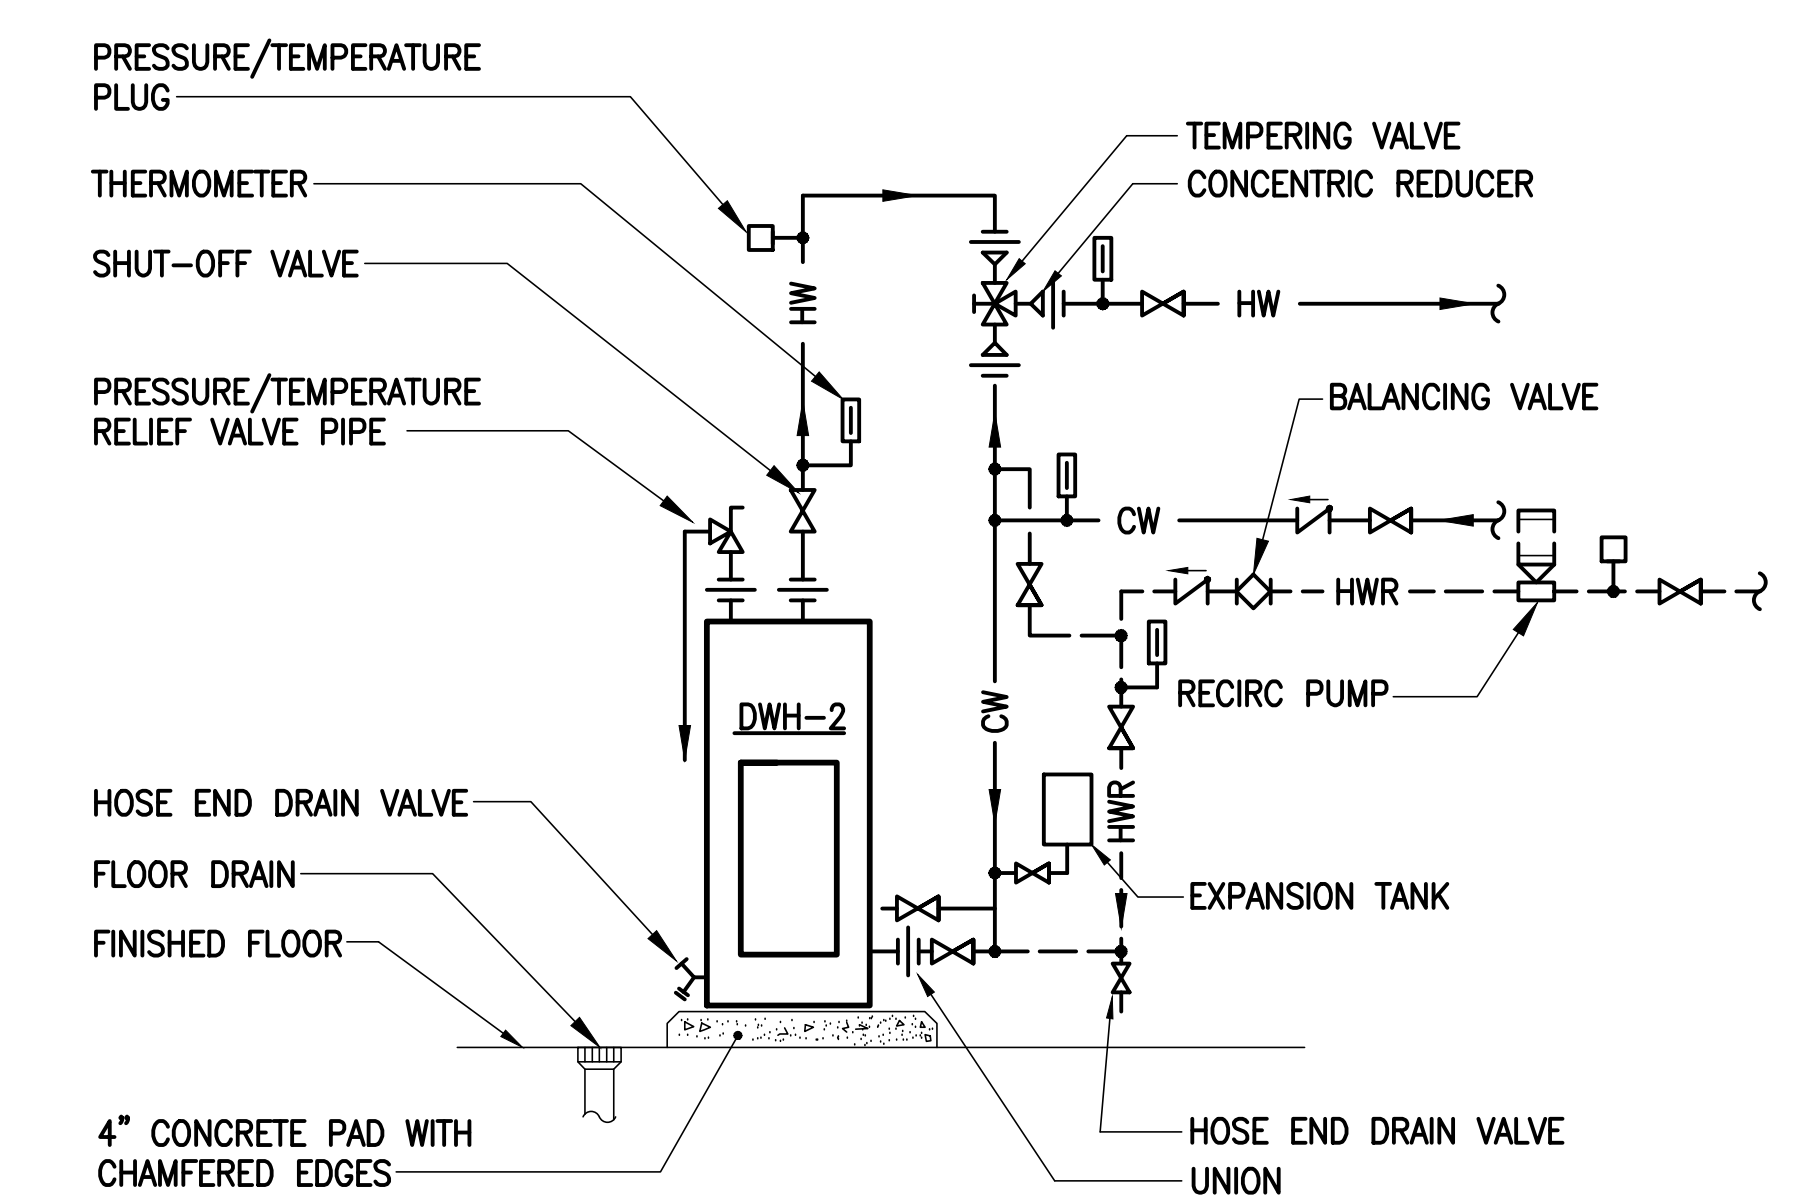 PRESSURE/TEMPERATURE
PLUG
THERMOMETER
SHUT-OFF VALVE
PRESSURE/TEMPERATURE
RELIEF VALVE PIPE
HOSE END DRAIN VALVE
FLOOR DRAIN
FINISHED FLOOR
4" CONCRETE PAD WITH
CHAMFERED EDGES
HW
DWH-2
CW
TEMPERING VALVE
CONCENTRIC REDUCER
HW
BALANCING VALVE
CW
HWR
RECIRC PUMP
HWR
EXPANSION TANK
HOSE END DRAIN VALVE
UNION